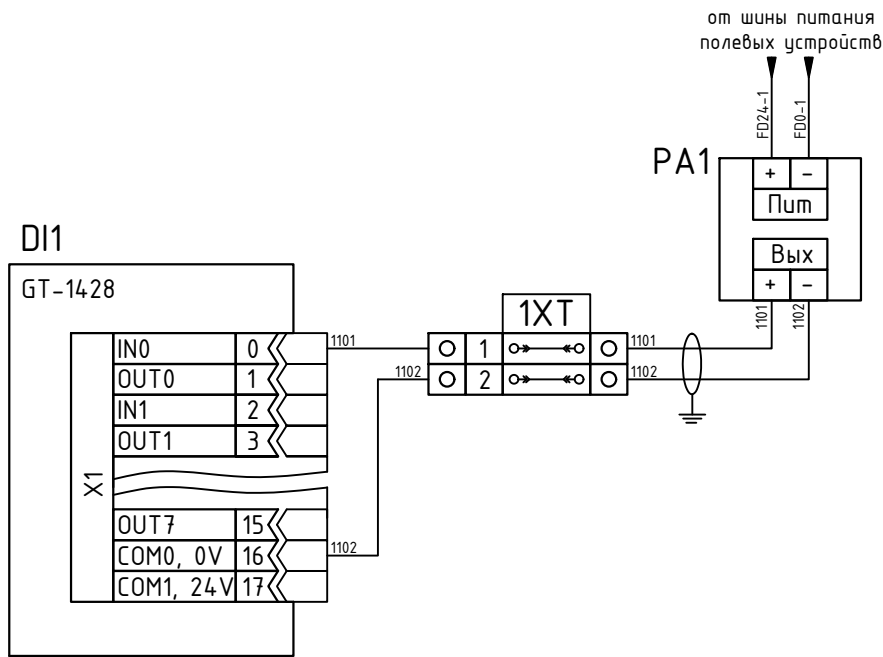 от шины питания
полевых устройств
FD24-1
FD0-1
PA1
+ -
Пит
Вых
+ -
1101
1102
DI1
GT-1428
X1
IN0 0 1101
OUT0 1
IN1 2
OUT1 3
OUT7 15
COM0, 0V 16 1102
COM1, 24V 17
1XT
1 1101
1102 2 1102